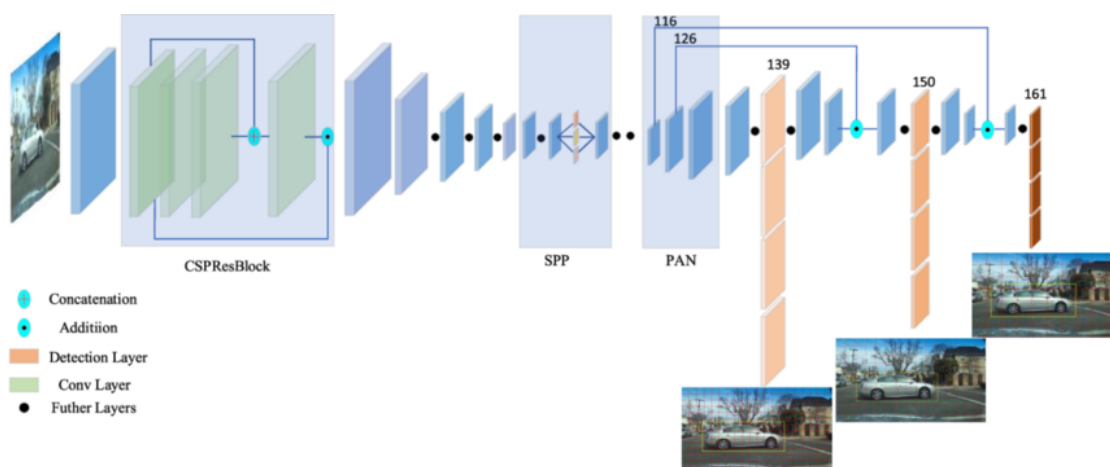 116
126
139
150
161
CSPResBlock
SPP
PAN
Concatenation
Additiion
Detection Layer
Conv Layer
Futher Layers